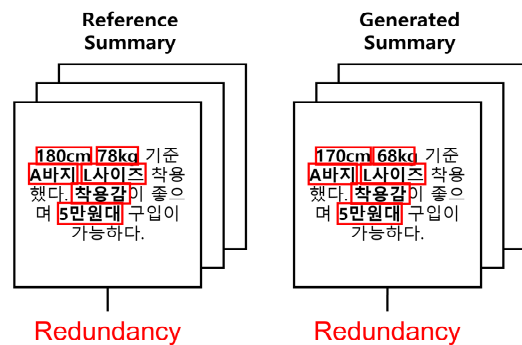 Reference
Summary
180cm 78kg 기준
A바지 L사이즈 착용
했다. 착용감이 좋으
며 5만원대 구입이
가능하다.
Redundancy
Generated
Summary
170cm 68kg 기준
A바지 L사이즈 착용
했다. 착용감이 좋으
며 5만원대 구입이
가능하다.
Redundancy